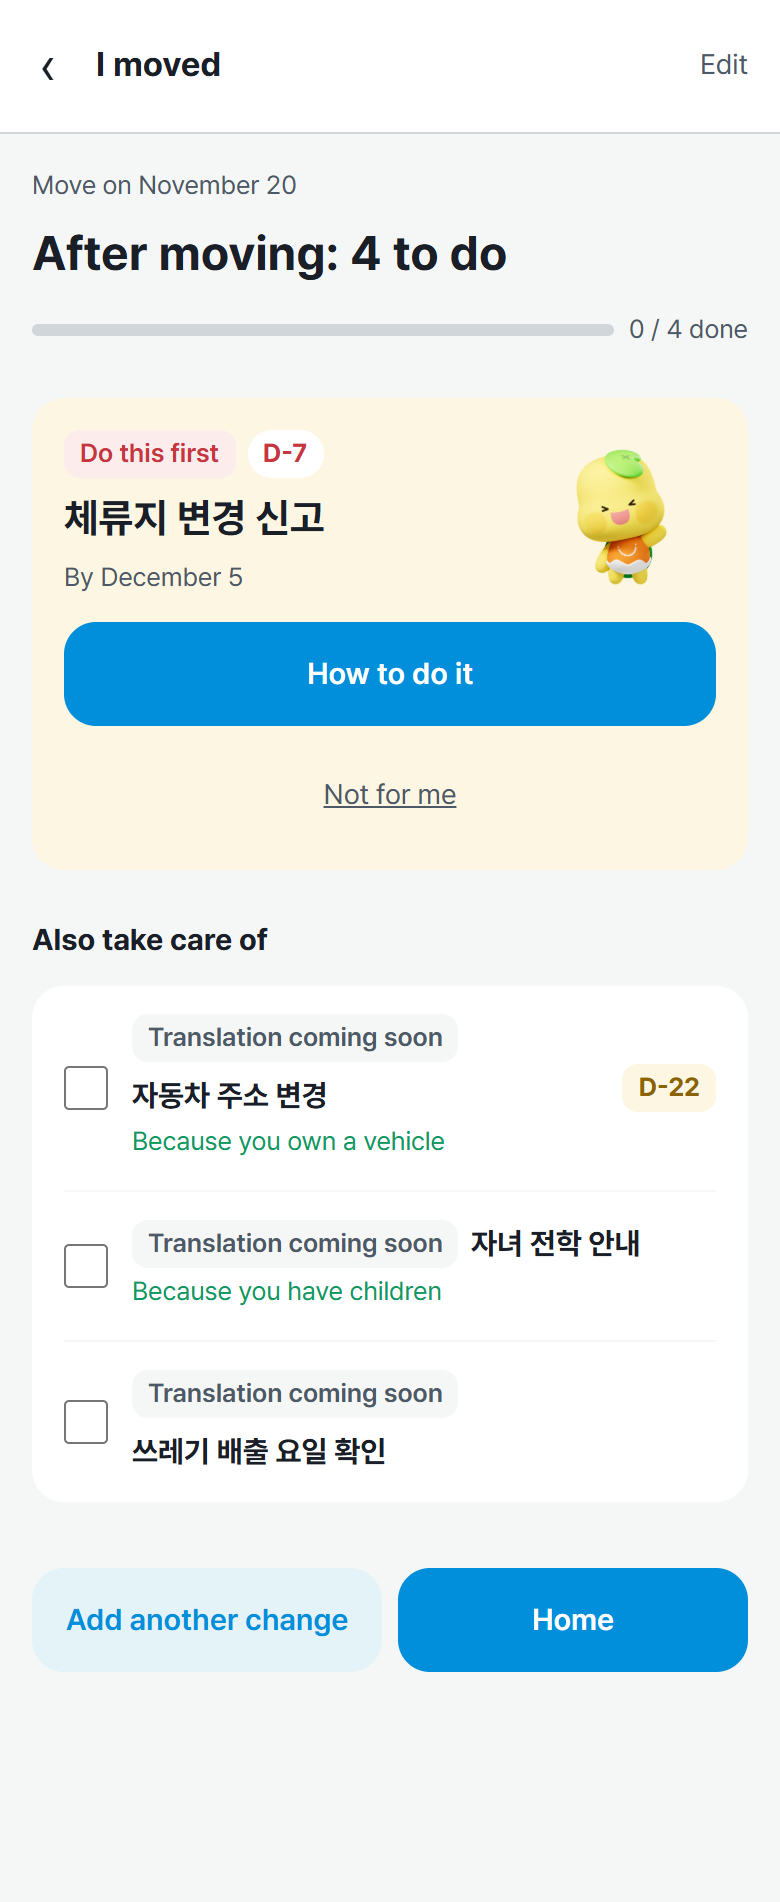 I moved
Edit
Move on November 20
After moving: 4 to do
0 / 4 done
Do this first
D-7
체류지 변경 신고
By December 5
How to do it
Not for me
Also take care of
Translation coming soon
자동차 주소 변경
D-22
Because you own a vehicle
Translation coming soon 자녀 전학 안내
Because you have children
Translation coming soon
쓰레기 배출 요일 확인
Add another change
Home